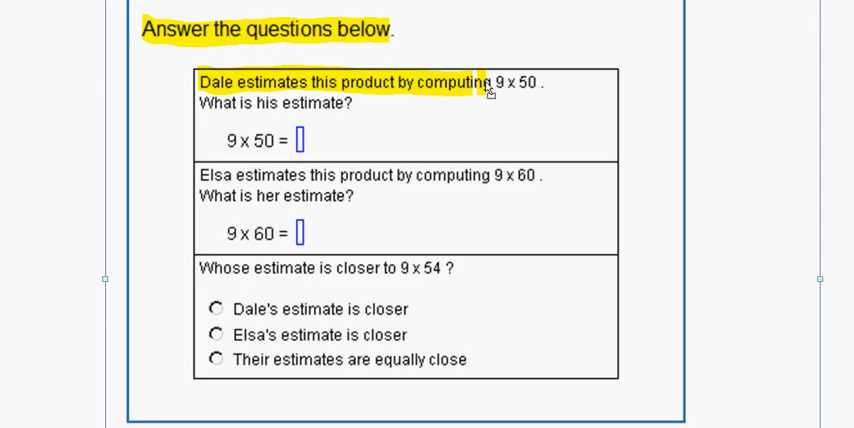 Answer the questions below.
Dale estimates this product by computing 9 x 50 .
What is his estimate?
9 x 50 =
Elsa estimates this product by computing 9 x 60 .
What is her estimate?
9 x 60 =
Whose estimate is closer to 9 x 54 ?
Dale's estimate is closer
Elsa's estimate is closer
Their estimates are equally close